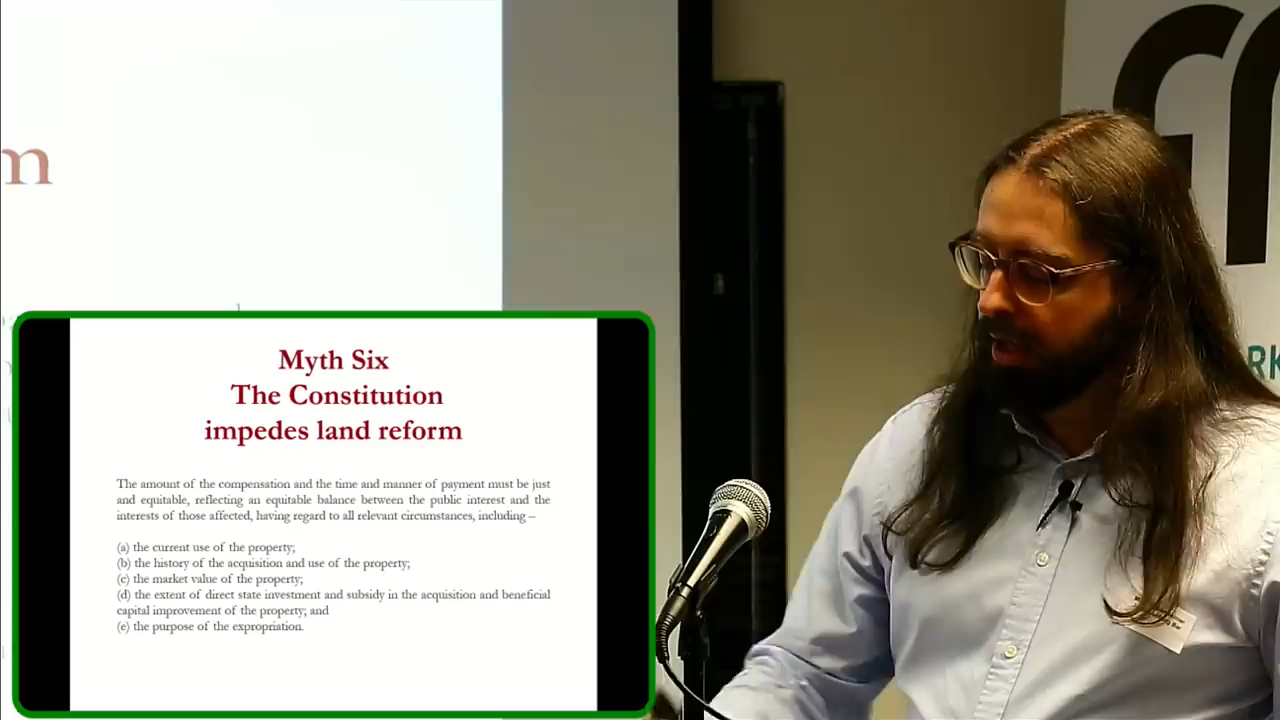 m
Myth Six
The Constitution
impedes land reform
The amount of the compensation and the time and manner of payment must be just
and equitable, reflecting an equitable balance between the public interest and the
interests of those affected, having regard to all relevant circumstances, including –
(a) the current use of the property;
(b) the history of the acquisition and use of the property;
(c) the market value of the property;
(d) the extent of direct state investment and subsidy in the acquisition and beneficial
capital improvement of the property; and
(e) the purpose of the expropriation.
RK